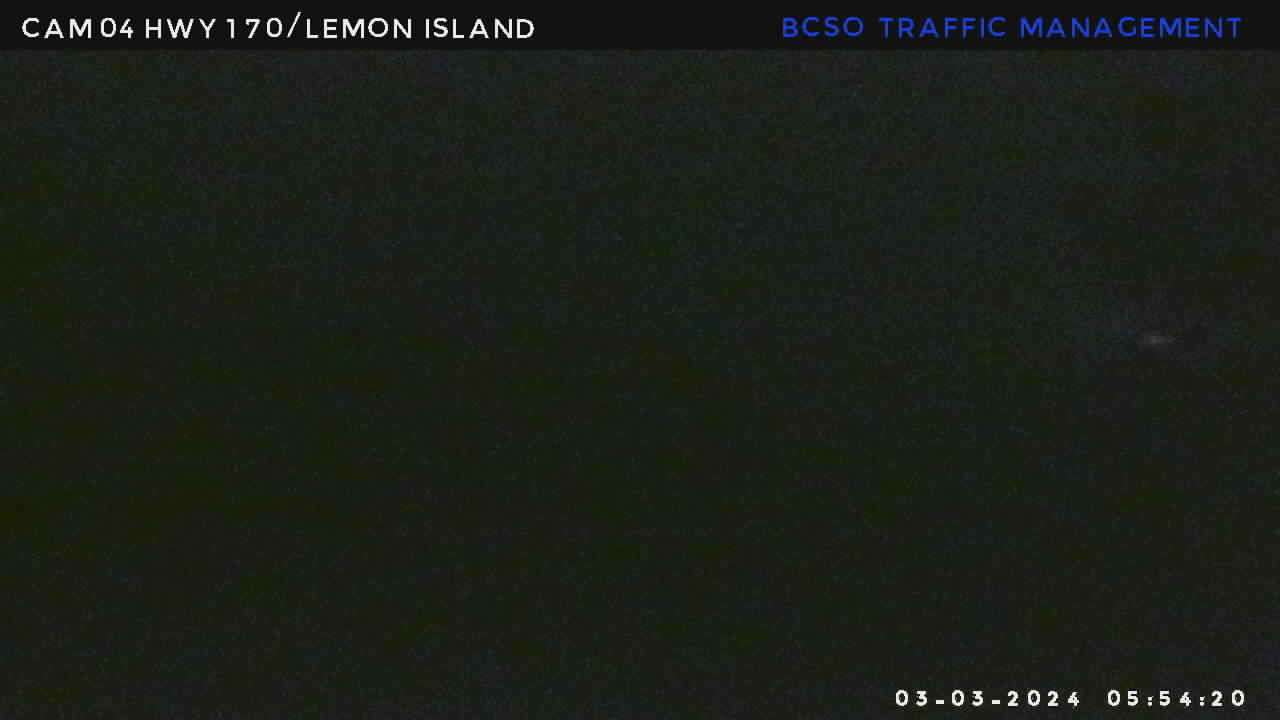 CAM 04 HWY 170/LEMON ISLAND
BCSO TRAFFIC MANAGEMENT
03-03-2024 05:54:20